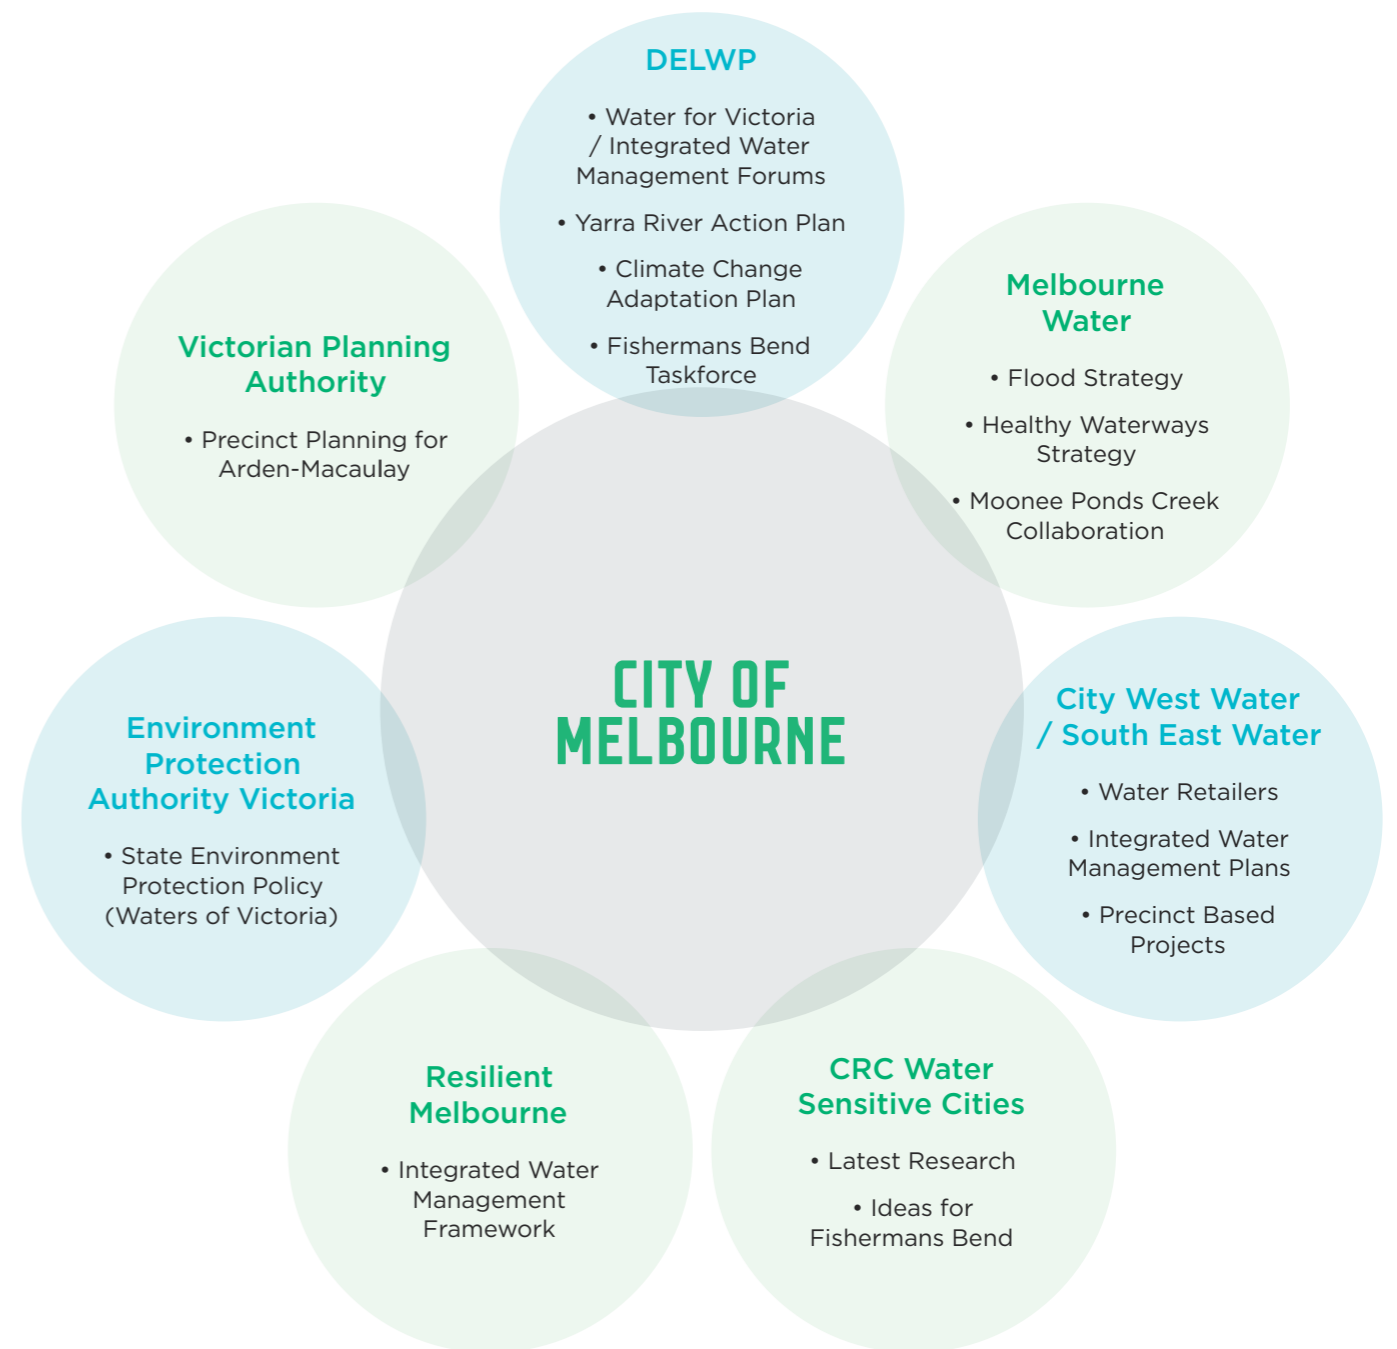 DELWP
• Water for Victoria
/ Integrated Water
Management Forums
• Yarra River Action Plan
• Climate Change
Adaptation Plan
• Fishermans Bend
Taskforce
Melbourne
Water
• Flood Strategy
• Healthy Waterways
Strategy
• Moonee Ponds Creek
Collaboration
Victorian Planning
Authority
• Precinct Planning for
Arden-Macaulay
CITY OF
MELBOURNE
City West Water
/ South East Water
• Water Retailers
• Integrated Water
Management Plans
• Precinct Based
Projects
Environment
Protection
Authority Victoria
• State Environment
Protection Policy
(Waters of Victoria)
Resilient
Melbourne
• Integrated Water
Management
Framework
CRC Water
Sensitive Cities
• Latest Research
• Ideas for
Fishermans Bend